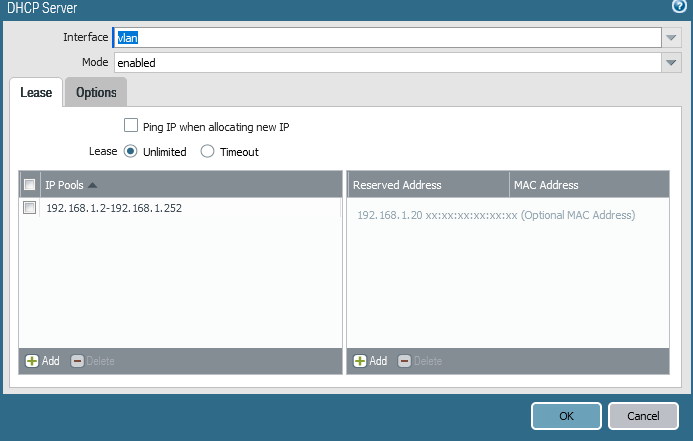 DHCP Server
Interface vlan
Mode enabled
Lease Options
Ping IP when allocating new IP
Lease Unlimited Timeout
IP Pools Reserved Address MAC Address
192.168.1.2-192.168.1.252
192.168.1.20 xx:xx:xx:xx:xx:xx (Optional MAC Address)
Add Delete Add Delete
OK Cancel